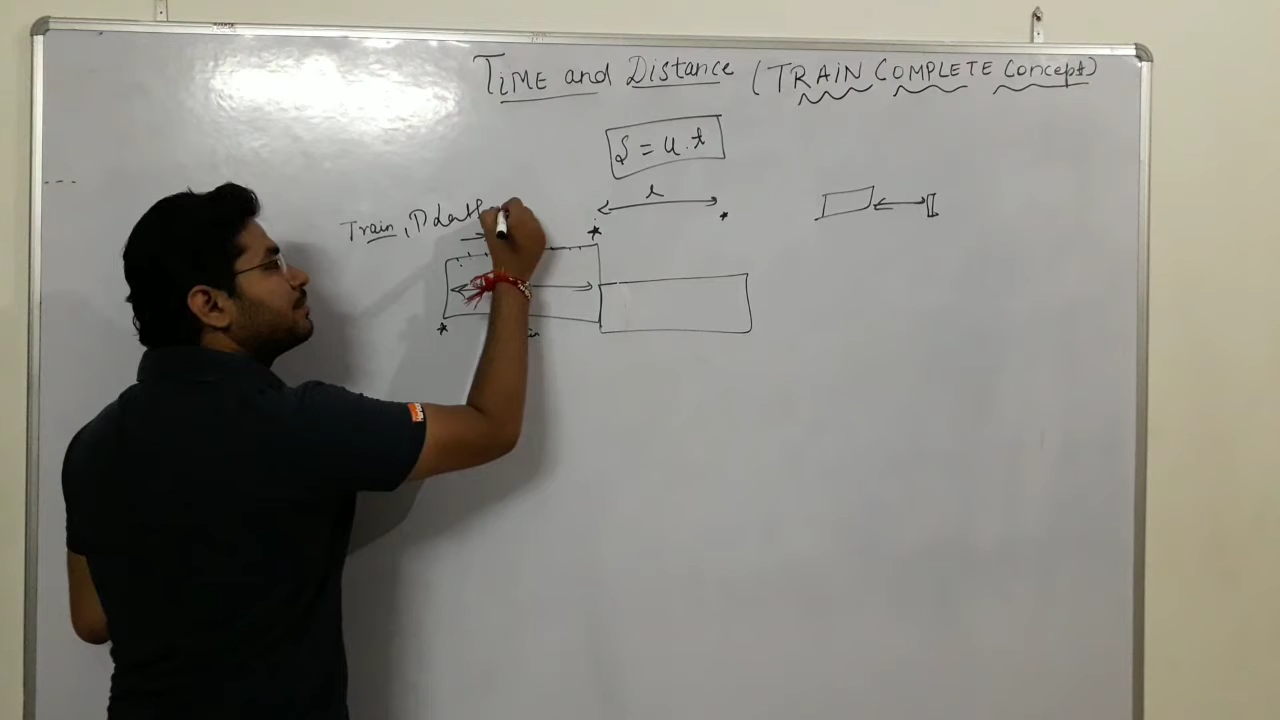 TiME and Distance (TRAIN COMPLETE Concept)
S = u.t
l
Train, Platf